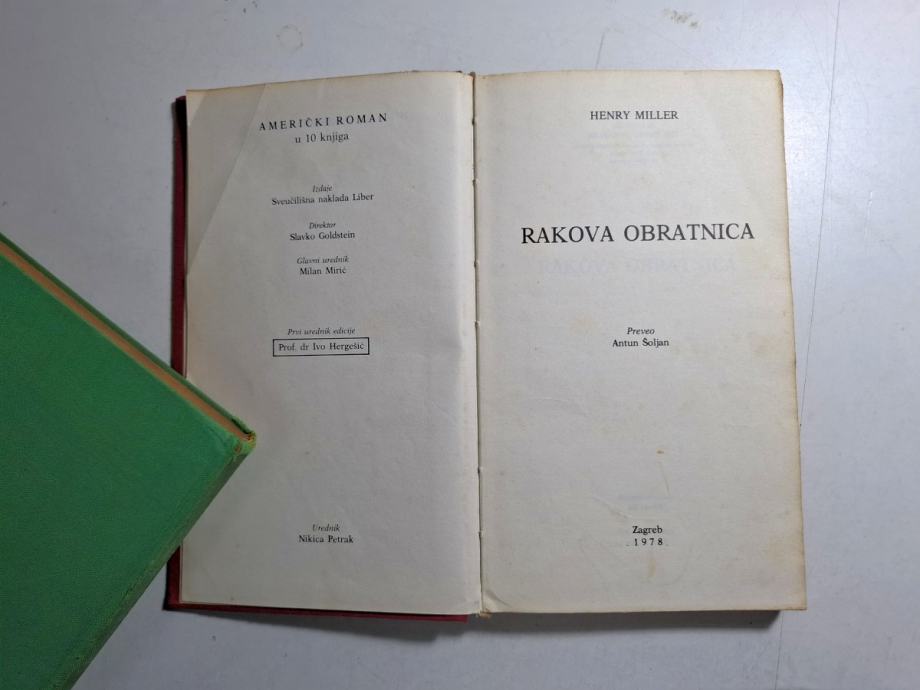 AMERIČKI ROMAN
u 10 knjiga
Izdaje
Sveučilišna naklada Liber
Direktor
Slavko Goldstein
Glavni urednik
Milan Mirić
Prvi urednik edicije
Prof. dr Ivo Hergešić
Urednik
Nikica Petrak
HENRY MILLER
RAKOVA OBRATNICA
Preveo
Antun Šoljan
Zagreb
1978